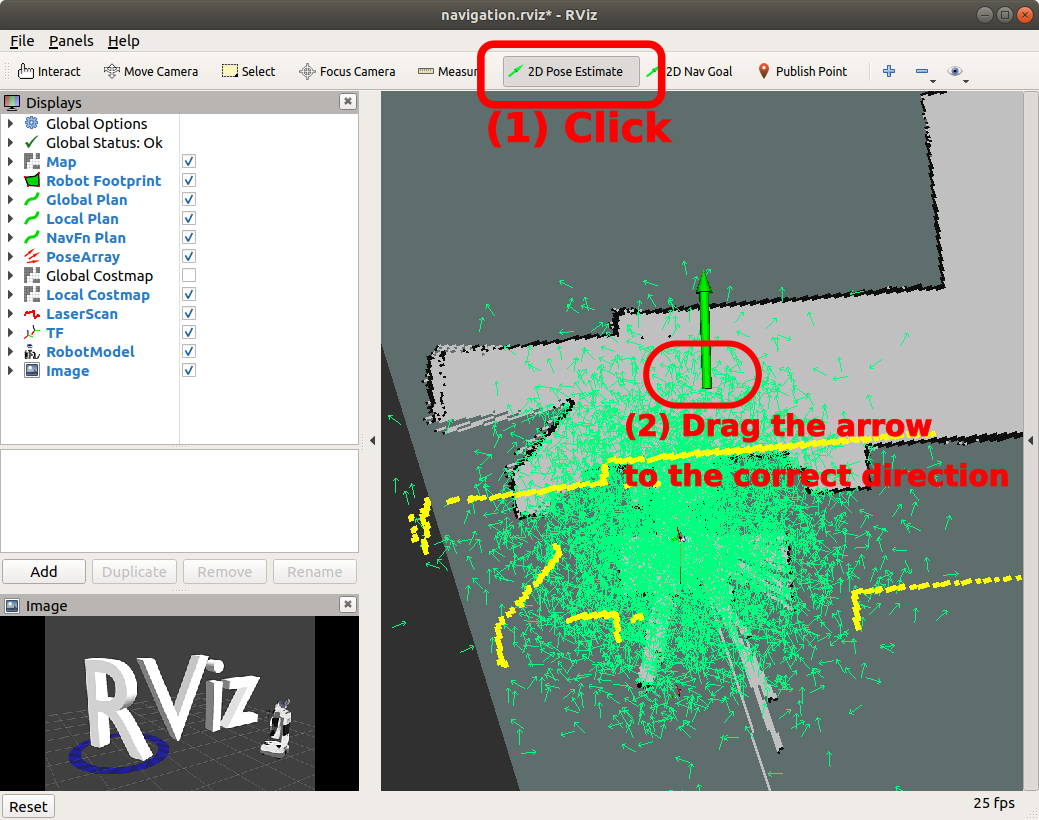 navigation.rviz* - RViz
File Panels Help
Interact Move Camera Select Focus Camera Measur 2D Pose Estimate 2D Nav Goal Publish Point
(1) Click
Displays
Global Options
Global Status: Ok
Map
Robot Footprint
Global Plan
Local Plan
NavFn Plan
PoseArray
Global Costmap
Local Costmap
LaserScan
TF
RobotModel
Image
(2) Drag the arrow
to the correct direction
Add Duplicate Remove Rename
Image
RViz
Reset
25 fps